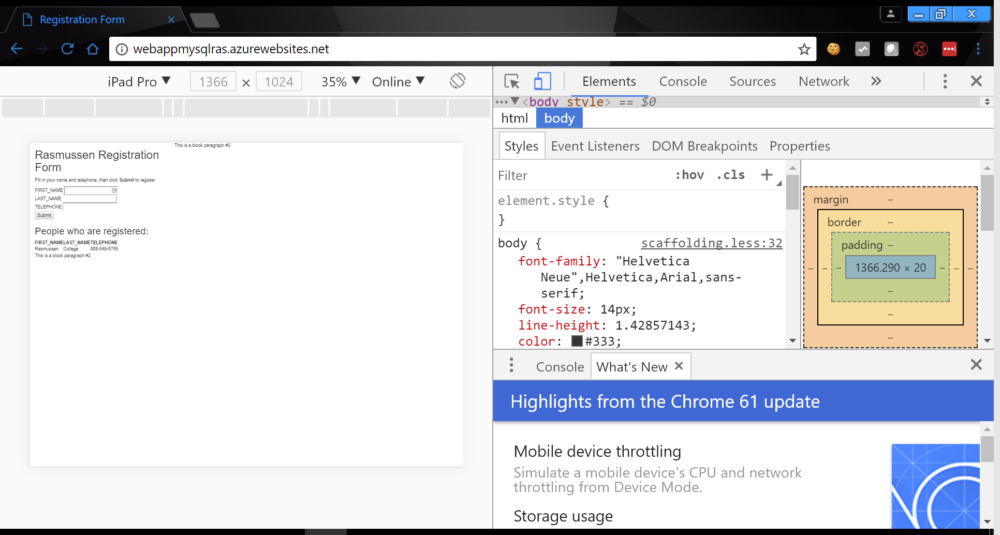 Registration Form
webappmysqlras.azurewebsites.net
iPad Pro ▼ 1366 × 1024 35% ▼ Online ▼
Elements Console Sources Network »
••• ▼ <body style> == $0
html body
Styles Event Listeners DOM Breakpoints Properties
Filter :hov .cls +
element.style {
}
body { scaffolding.less:32
font-family: "Helvetica
Neue",Helvetica,Arial,sans-
serif;
font-size: 14px;
line-height: 1.42857143;
color: #333;
margin –
border –
padding –
– – – 1366.290 × 20 – – –
–
–
–
This is a block paragraph #3
Rasmussen Registration
Form
Fill in your name and telephone, then click Submit to register.
FIRST_NAME
LAST_NAME
TELEPHONE
Submit
People who are registered:
FIRST_NAMELAST_NAMETELEPHONE
Rasmussen College 888-549-6755
This is a block paragraph #2
Console What's New ×
Highlights from the Chrome 61 update
Mobile device throttling
Simulate a mobile device's CPU and network
throttling from Device Mode.
Storage usage